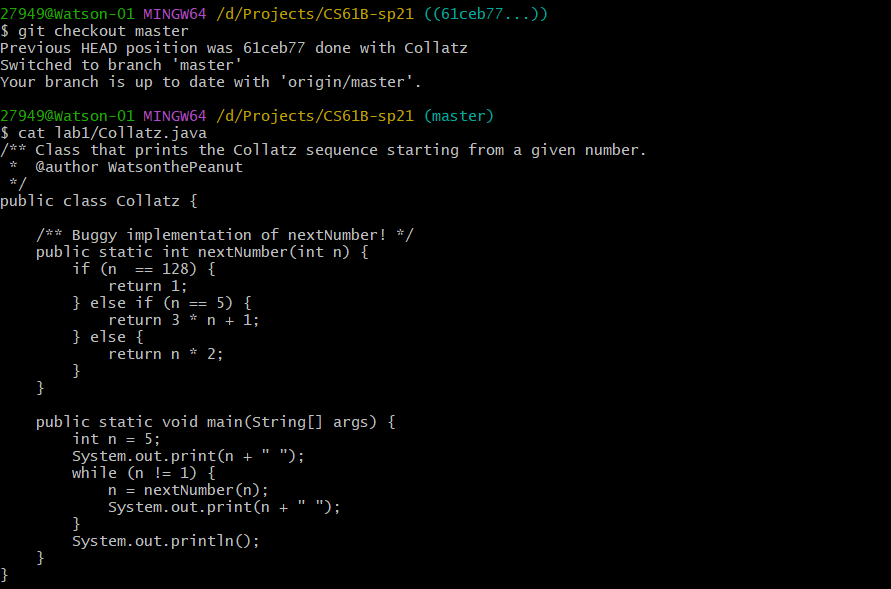 27949@Watson-01 MINGW64 /d/Projects/CS61B-sp21 ((61ceb77...))
$ git checkout master
Previous HEAD position was 61ceb77 done with Collatz
Switched to branch 'master'
Your branch is up to date with 'origin/master'.

27949@Watson-01 MINGW64 /d/Projects/CS61B-sp21 (master)
$ cat lab1/Collatz.java
/** Class that prints the Collatz sequence starting from a given number.
 *  @author WatsonthePeanut
 */
public class Collatz {

    /** Buggy implementation of nextNumber! */
    public static int nextNumber(int n) {
        if (n  == 128) {
            return 1;
        } else if (n == 5) {
            return 3 * n + 1;
        } else {
            return n * 2;
        }
    }

    public static void main(String[] args) {
        int n = 5;
        System.out.print(n + " ");
        while (n != 1) {
            n = nextNumber(n);
            System.out.print(n + " ");
        }
        System.out.println();
    }
}